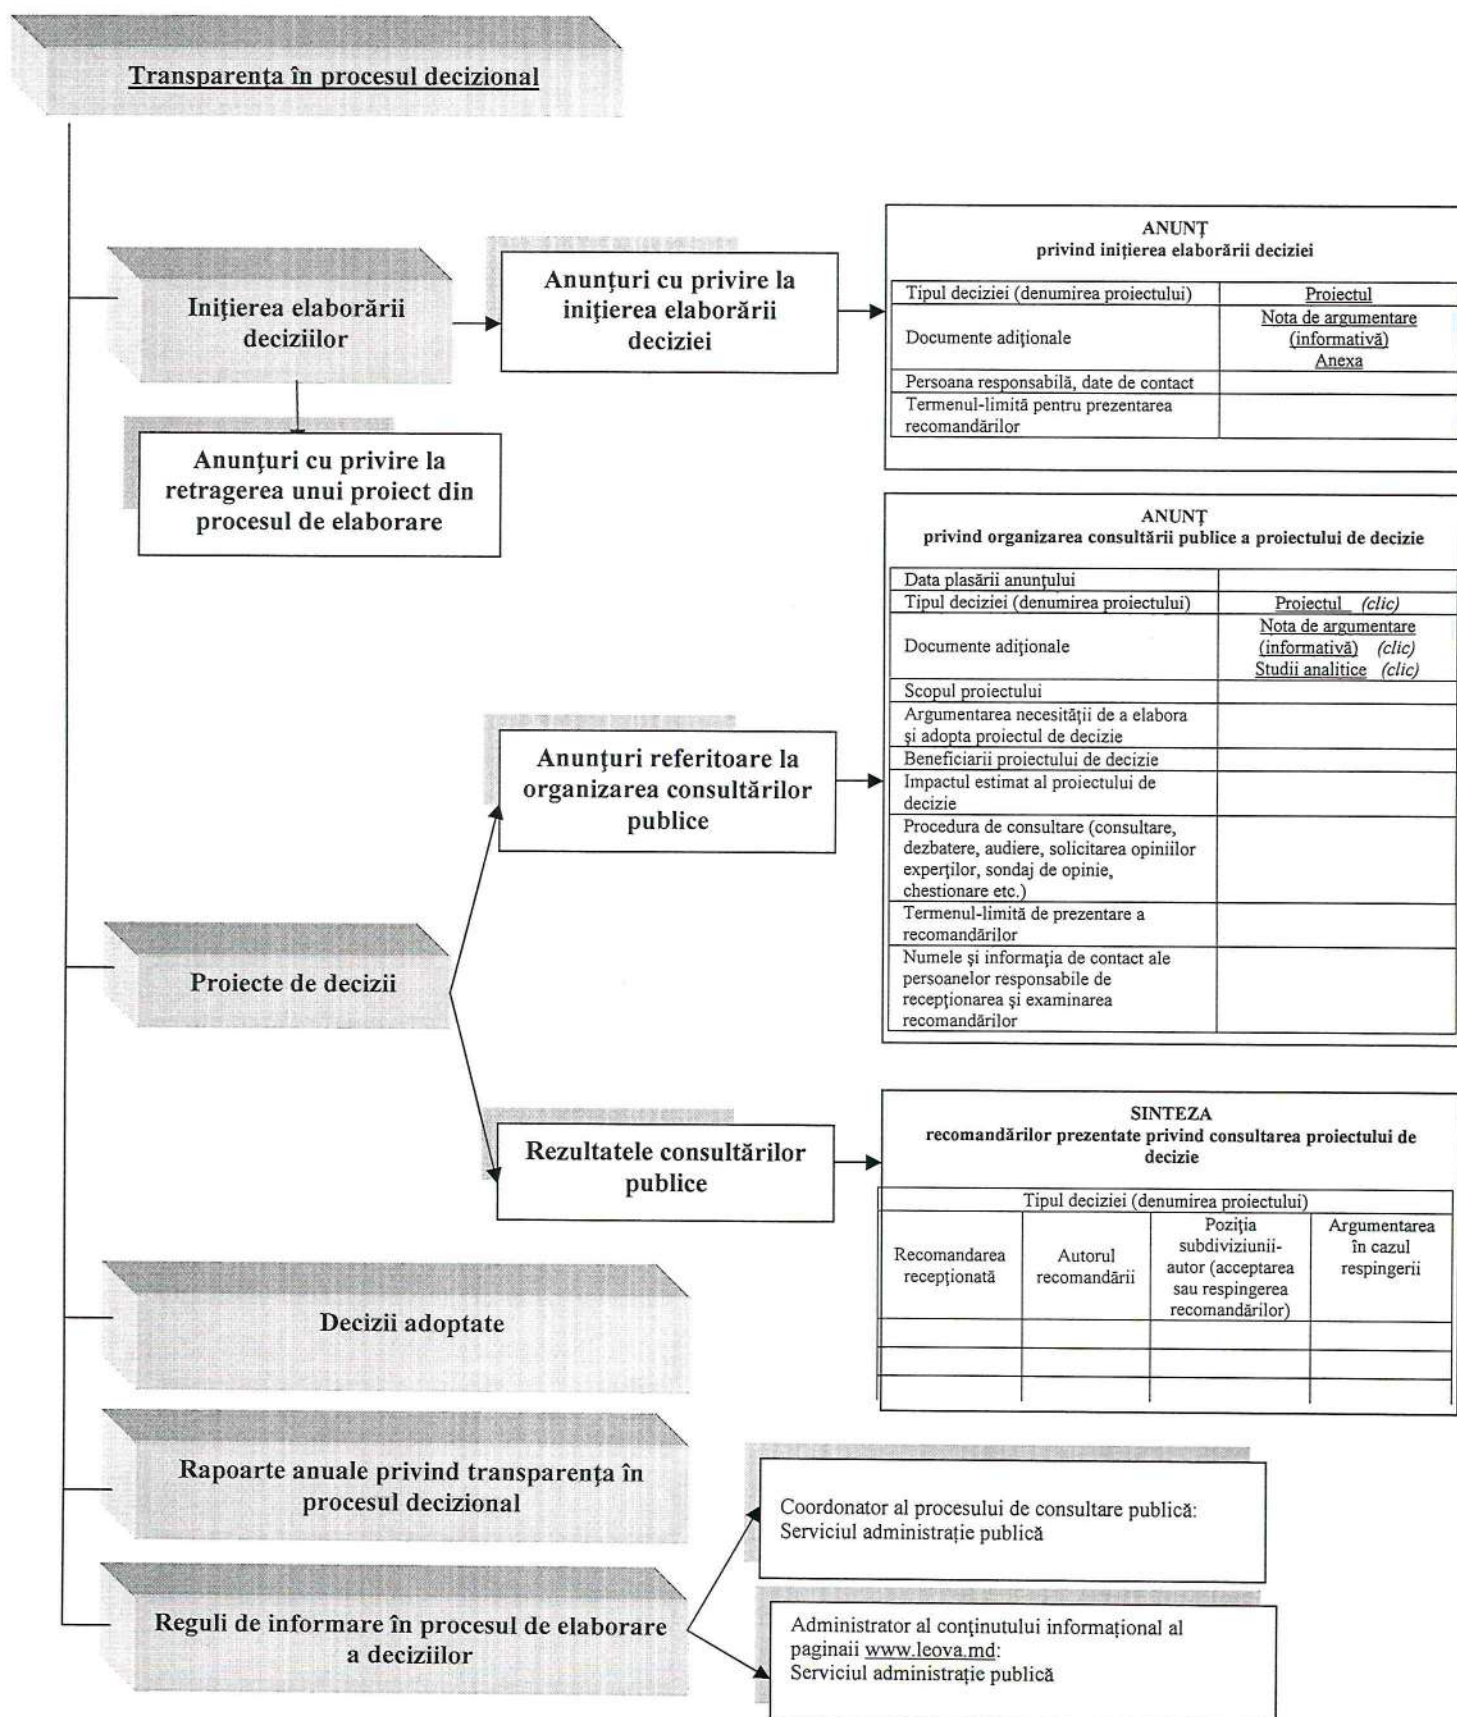 Transparența în procesul decizional
Inițierea elaborării
deciziilor
Anunțuri cu privire la
inițierea elaborării
deciziei
ANUNȚ
privind inițierea elaborării deciziei
Tipul deciziei (denumirea proiectului)
Proiectul
Documente adiționale
Nota de argumentare
(informativă)
Anexa
Persoana responsabilă, date de contact
Termenul-limită pentru prezentarea
recomandărilor
Anunțuri cu privire la
retragerea unui proiect din
procesul de elaborare
ANUNȚ
privind organizarea consultării publice a proiectului de decizie
Data plasării anunțului
Tipul deciziei (denumirea proiectului)
Proiectul (clic)
Documente adiționale
Nota de argumentare
(informativă) (clic)
Studii analitice (clic)
Scopul proiectului
Argumentarea necesității de a elabora
și adopta proiectul de decizie
Beneficiarii proiectului de decizie
Impactul estimat al proiectului de
decizie
Procedura de consultare (consultare,
dezbatere, audiere, solicitarea opiniilor
experților, sondaj de opinie,
chestionare etc.)
Termenul-limită de prezentare a
recomandărilor
Numele și informația de contact ale
persoanelor responsabile de
recepționarea și examinarea
recomandărilor
Anunțuri referitoare la
organizarea consultărilor
publice
Proiecte de decizii
Rezultatele consultărilor
publice
SINTEZA
recomandărilor prezentate privind consultarea proiectului de
decizie
Tipul deciziei (denumirea proiectului)
Recomandarea
recepționată
Autorul
recomandării
Poziția
subdiviziunii-
autor (acceptarea
sau respingerea
recomandărilor)
Argumentarea
în cazul
respingerii
Decizii adoptate
Rapoarte anuale privind transparența în
procesul decizional
Coordonator al procesului de consultare publică:
Serviciul administrație publică
Reguli de informare în procesul de elaborare
a deciziilor
Administrator al conținutului informațional al
paginaii www.leova.md:
Serviciul administrație publică